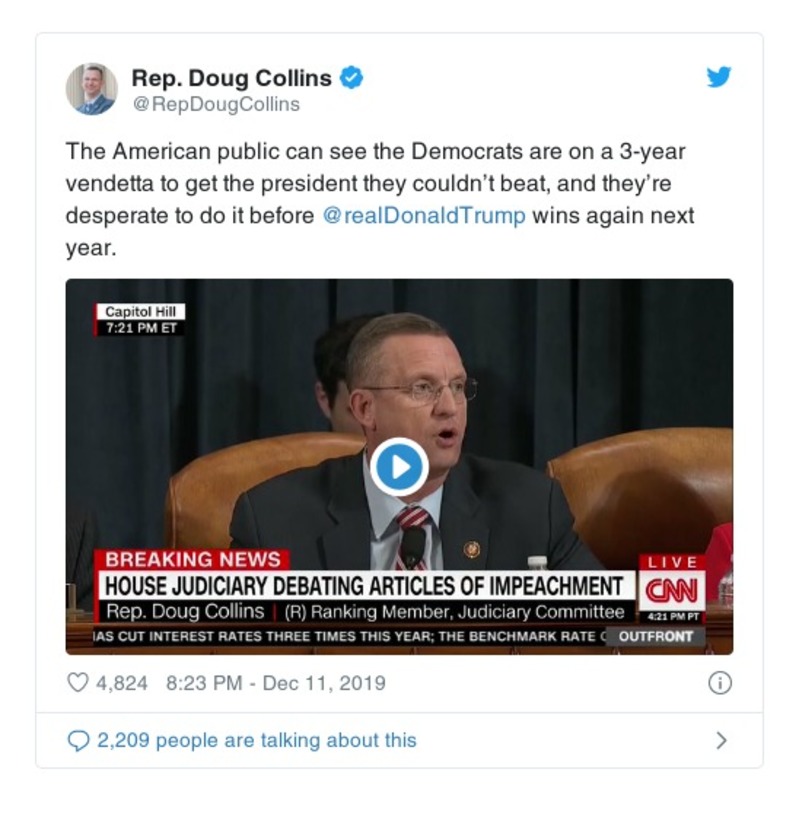 Rep. Doug Collins
@RepDougCollins
The American public can see the Democrats are on a 3-year
vendetta to get the president they couldn't beat, and they're
desperate to do it before @realDonaldTrump wins again next
year.
Capitol Hill
7:21 PM ET
BREAKING NEWS
LIVE
HOUSE JUDICIARY DEBATING ARTICLES OF IMPEACHMENT
CNN
Rep. Doug Collins | (R) Ranking Member, Judiciary Committee
4:21 PM PT
AS CUT INTEREST RATES THREE TIMES THIS YEAR; THE BENCHMARK RATE
OUTFRONT
4,824 8:23 PM - Dec 11, 2019
2,209 people are talking about this